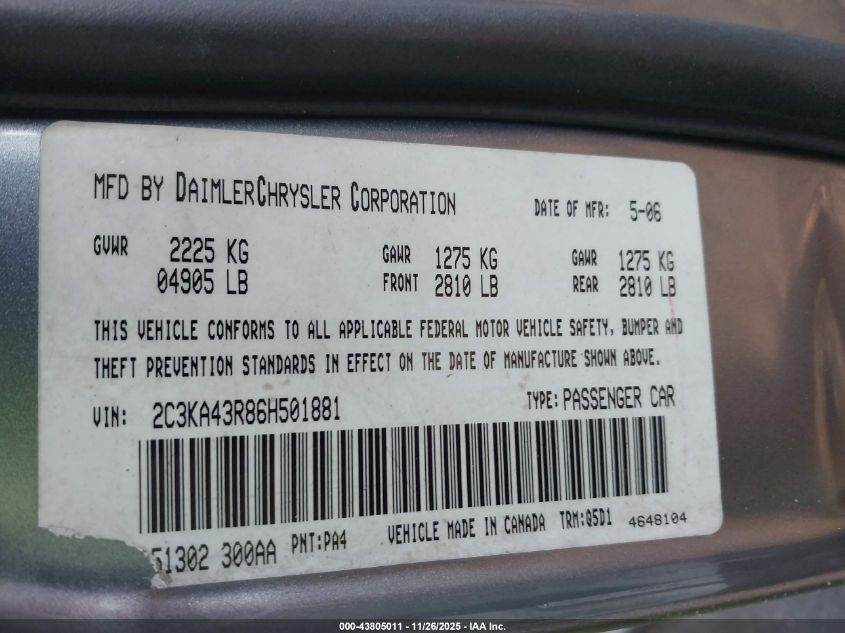 MFD BY DAIMLERCHRYSLER CORPORATION DATE OF MFR: 5-06
GVWR 2225 KG GAWR 1275 KG GAWR 1275 KG
04905 LB FRONT 2810 LB REAR 2810 LB
THIS VEHICLE CONFORMS TO ALL APPLICABLE FEDERAL MOTOR VEHICLE SAFETY, BUMPER AND
THEFT PREVENTION STANDARDS IN EFFECT ON THE DATE OF MANUFACTURE SHOWN ABOVE.
VIN: 2C3KA43R86H501881 TYPE: PASSENGER CAR
51302 300AA PNT:PA4 VEHICLE MADE IN CANADA TRM:Q5D1 4648104
000-43805011 - 11/26/2025 - IAA Inc.